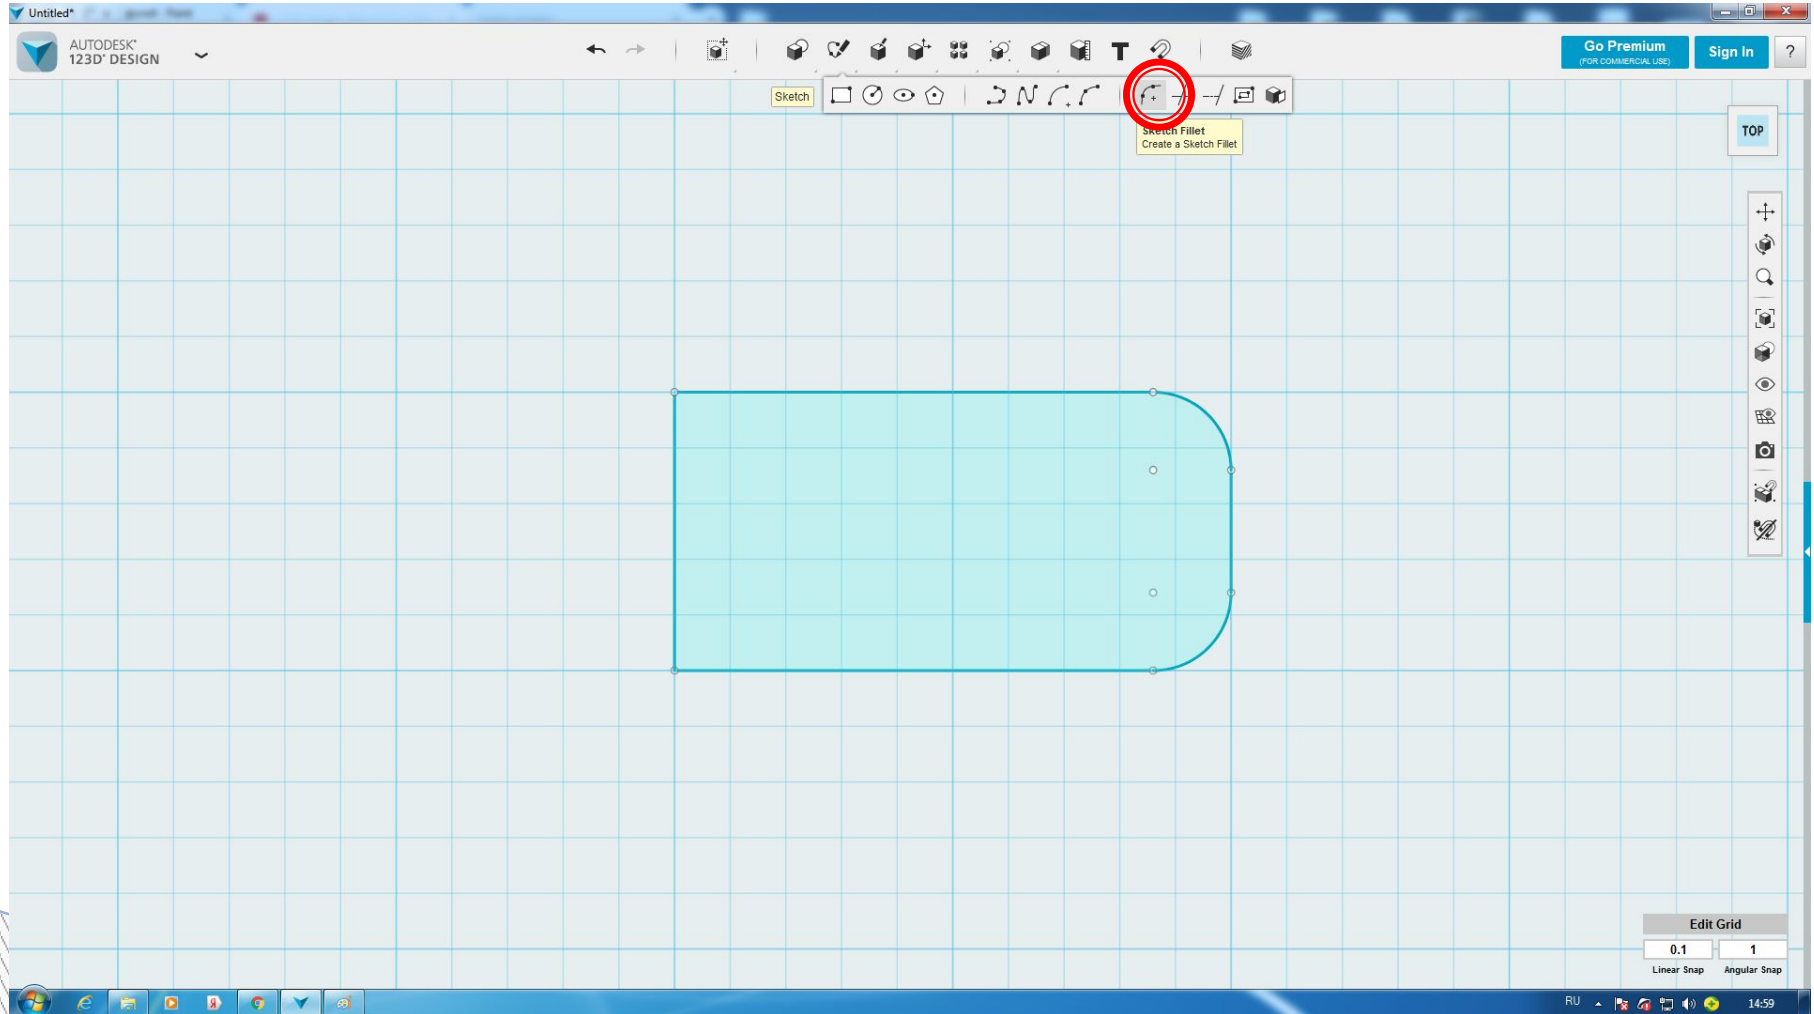 Untitled*
AUTODESK®
123D® DESIGN
T
Go Premium
(FOR COMMERCIAL USE)
Sign In
?
Sketch
Sketch Fillet
Create a Sketch Fillet
TOP
Edit Grid
0.1
1
Linear Snap
Angular Snap
RU
14:59